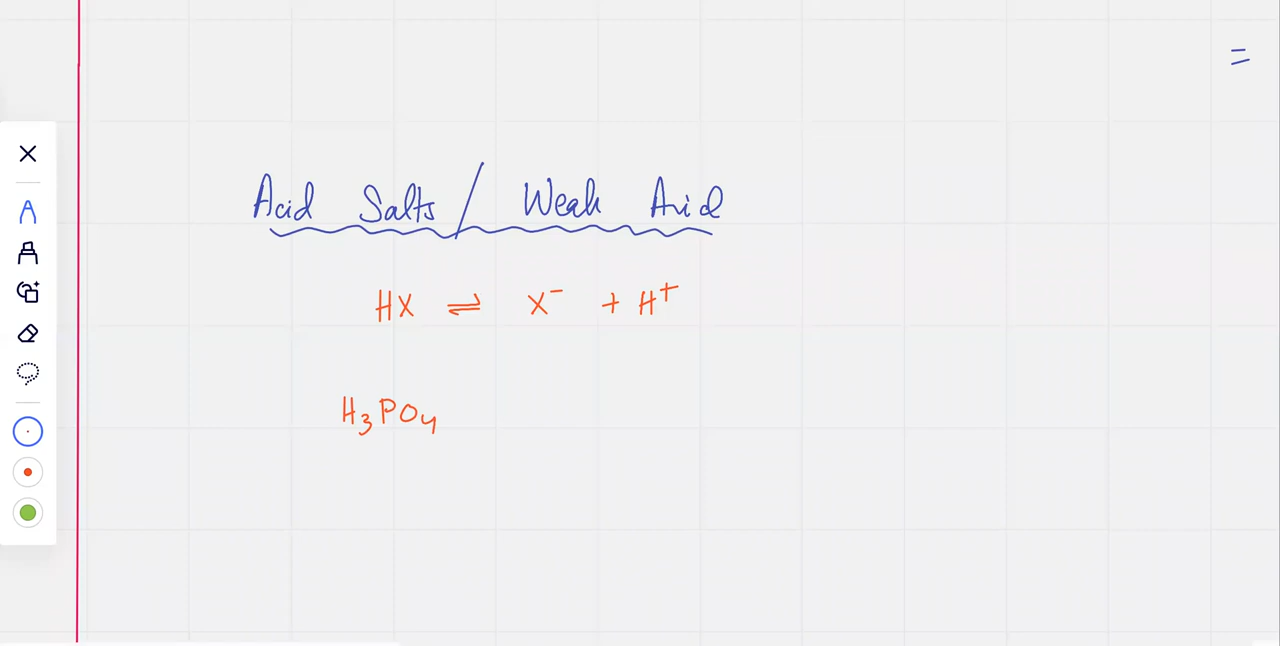 =
Acid Salts / Weak Acid
HX ⇌ X⁻ + H⁺
H₃PO₄